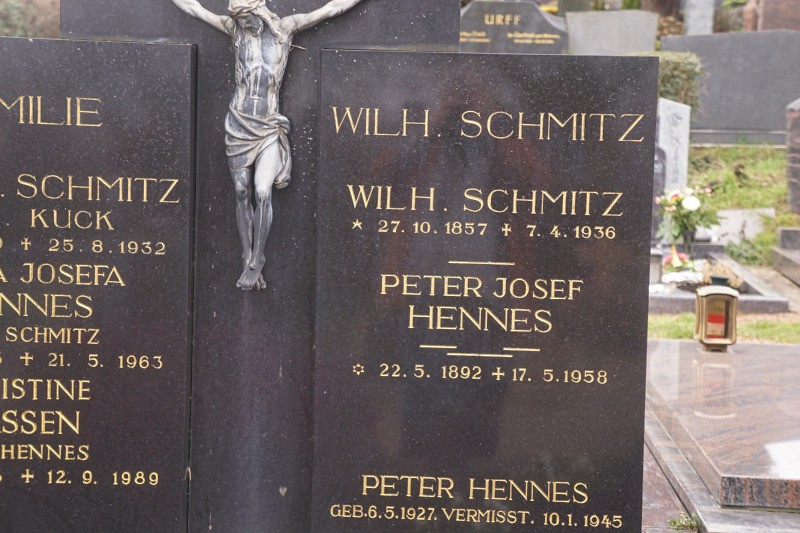 URFF
MILIE
. SCHMITZ
. KUCK
✝ 25. 8. 1932
A JOSEFA
NNES
SCHMITZ
✝ 21. 5. 1963
ISTINE
SSEN
HENNES
✝ 12. 9. 1989
WILH. SCHMITZ
WILH. SCHMITZ
★ 27. 10. 1857 ✝ 7. 4. 1936
PETER JOSEF
HENNES
✡ 22. 5. 1892 ✝ 17. 5. 1958
PETER HENNES
GEB. 6. 5. 1927. VERMISST. 10. 1. 1945